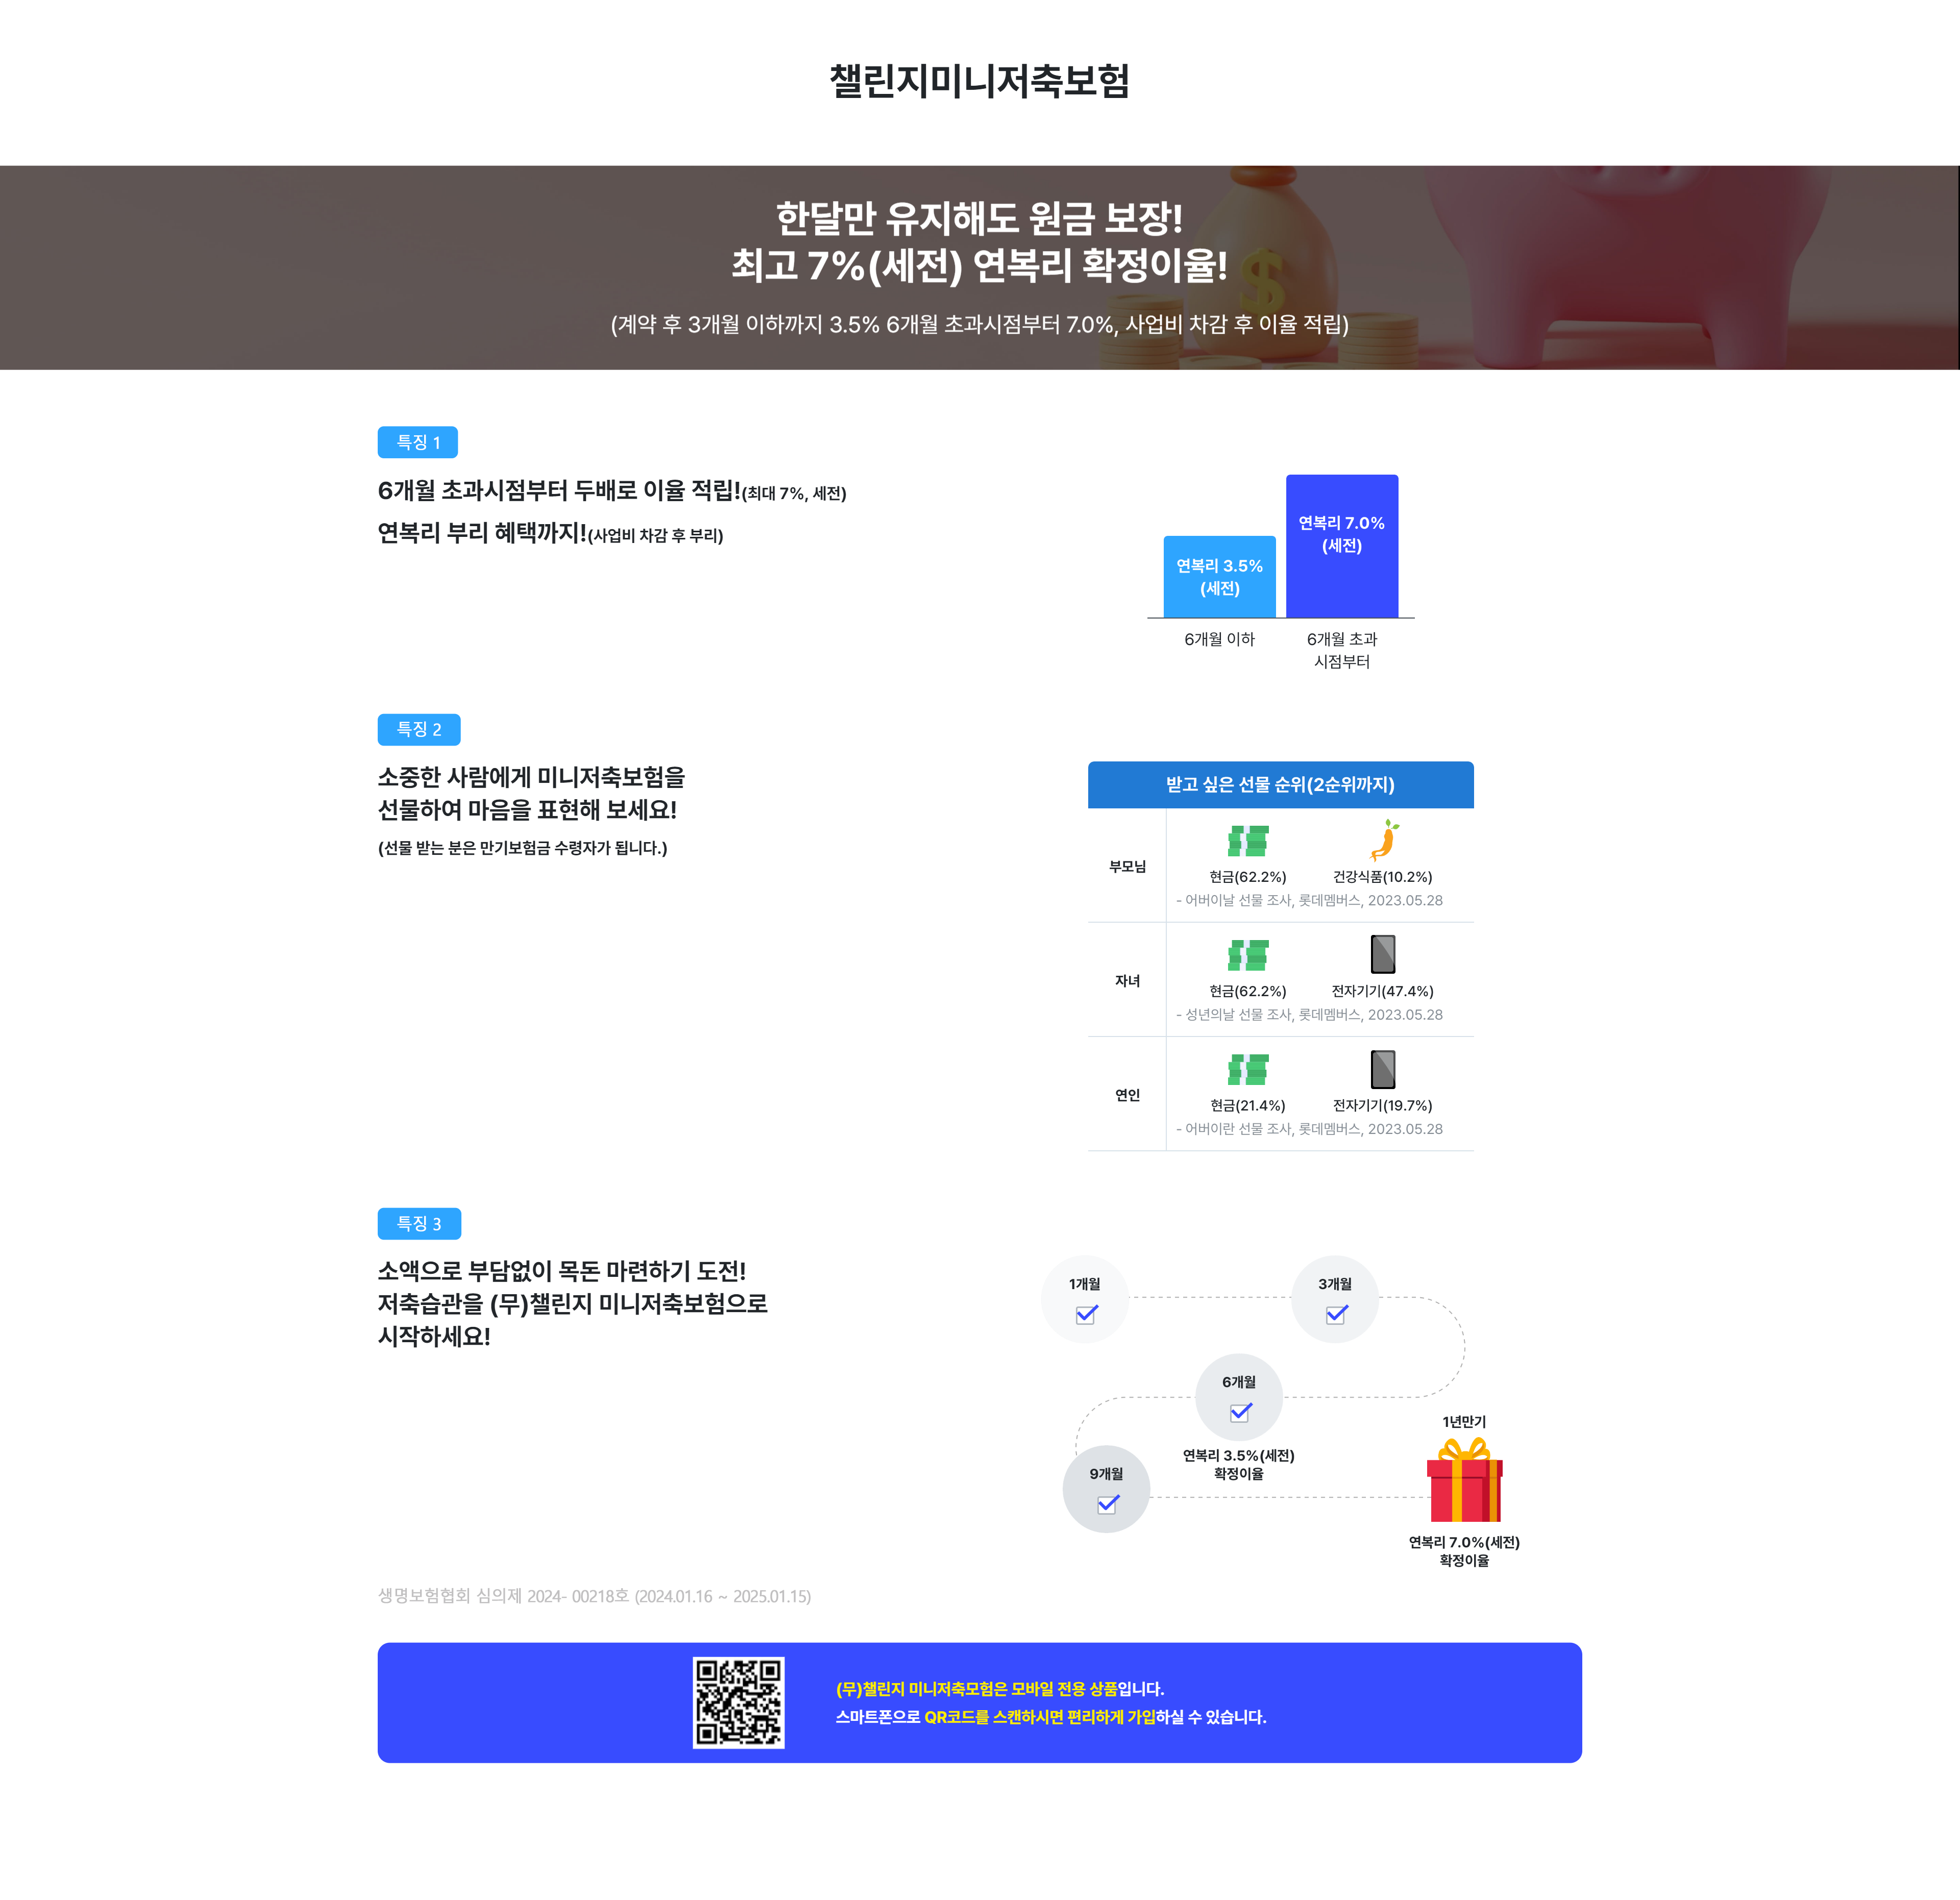 챌린지미니저축보험
한달만 유지해도 원금 보장!
최고 7%(세전) 연복리 확정이율!
(계약 후 3개월 이하까지 3.5% 6개월 초과시점부터 7.0%, 사업비 차감 후 이율 적립)
특징 1
6개월 초과시점부터 두배로 이율 적립!(최대 7%, 세전)
연복리 부리 혜택까지!(사업비 차감 후 부리)
연복리 3.5%
(세전)
연복리 7.0%
(세전)
6개월 이하
6개월 초과
시점부터
특징 2
소중한 사람에게 미니저축보험을
선물하여 마음을 표현해 보세요!
(선물 받는 분은 만기보험금 수령자가 됩니다.)
받고 싶은 선물 순위(2순위까지)
부모님
현금(62.2%)
건강식품(10.2%)
- 어버이날 선물 조사, 롯데멤버스, 2023.05.28
자녀
현금(62.2%)
전자기기(47.4%)
- 성년의날 선물 조사, 롯데멤버스, 2023.05.28
연인
현금(21.4%)
전자기기(19.7%)
- 어버이란 선물 조사, 롯데멤버스, 2023.05.28
특징 3
소액으로 부담없이 목돈 마련하기 도전!
저축습관을 (무)챌린지 미니저축보험으로
시작하세요!
1개월
3개월
6개월
연복리 3.5%(세전)
확정이율
9개월
1년만기
연복리 7.0%(세전)
확정이율
생명보험협회 심의제 2024- 00218호 (2024.01.16 ~ 2025.01.15)
(무)챌린지 미니저축모험은 모바일 전용 상품입니다.
스마트폰으로 QR코드를 스캔하시면 편리하게 가입하실 수 있습니다.